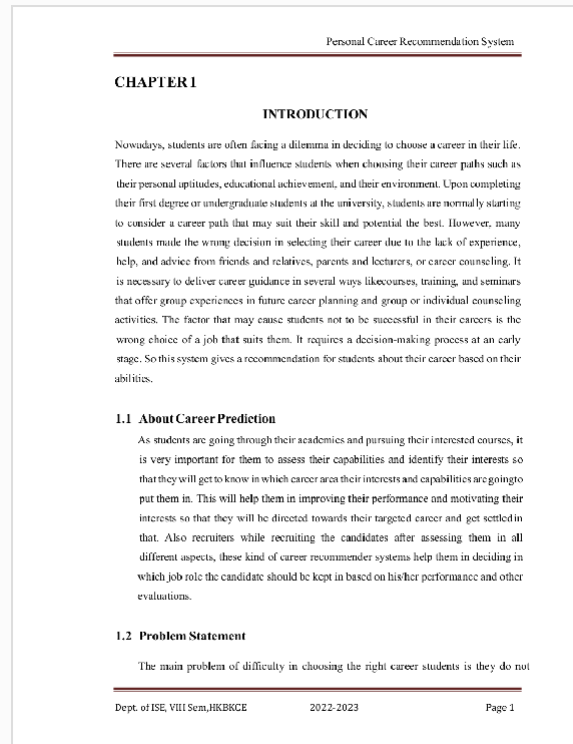 Personal Career Recommendation System
CHAPTER 1
INTRODUCTION
Nowadays, students are often facing a dilemma in deciding to choose a career in their life.
There are several factors that influence students when choosing their career paths such as
their personal aptitudes, educational achievement, and their environment. Upon completing
their first degree or undergraduate students at the university, students are normally starting
to consider a career path that may suit their skill and potential the best. However, many
students made the wrong decision in selecting their career due to the lack of experience,
help, and advice from friends and relatives, parents and lecturers, or career counseling. It
is necessary to deliver career guidance in several ways likecourses, training, and seminars
that offer group experiences in future career planning and group or individual counseling
activities. The factor that may cause students not to be successful in their careers is the
wrong choice of a job that suits them. It requires a decision-making process at an early
stage. So this system gives a recommendation for students about their career based on their
abilities.
1.1 About Career Prediction
As students are going through their academics and pursuing their interested courses, it
is very important for them to assess their capabilities and identify their interests so
that they will get to know in which career area their interests and capabilities are goingto
put them in. This will help them in improving their performance and motivating their
interests so that they will be directed towards their targeted career and get settled in
that. Also recruiters while recruiting the candidates after assessing them in all
different aspects, these kind of career recommender systems help them in deciding in
which job role the candidate should be kept in based on his/her performance and other
evaluations.
1.2 Problem Statement
The main problem of difficulty in choosing the right career students is they do not
Dept. of ISE, VIII Sem,HKBKCE 2022-2023 Page 1